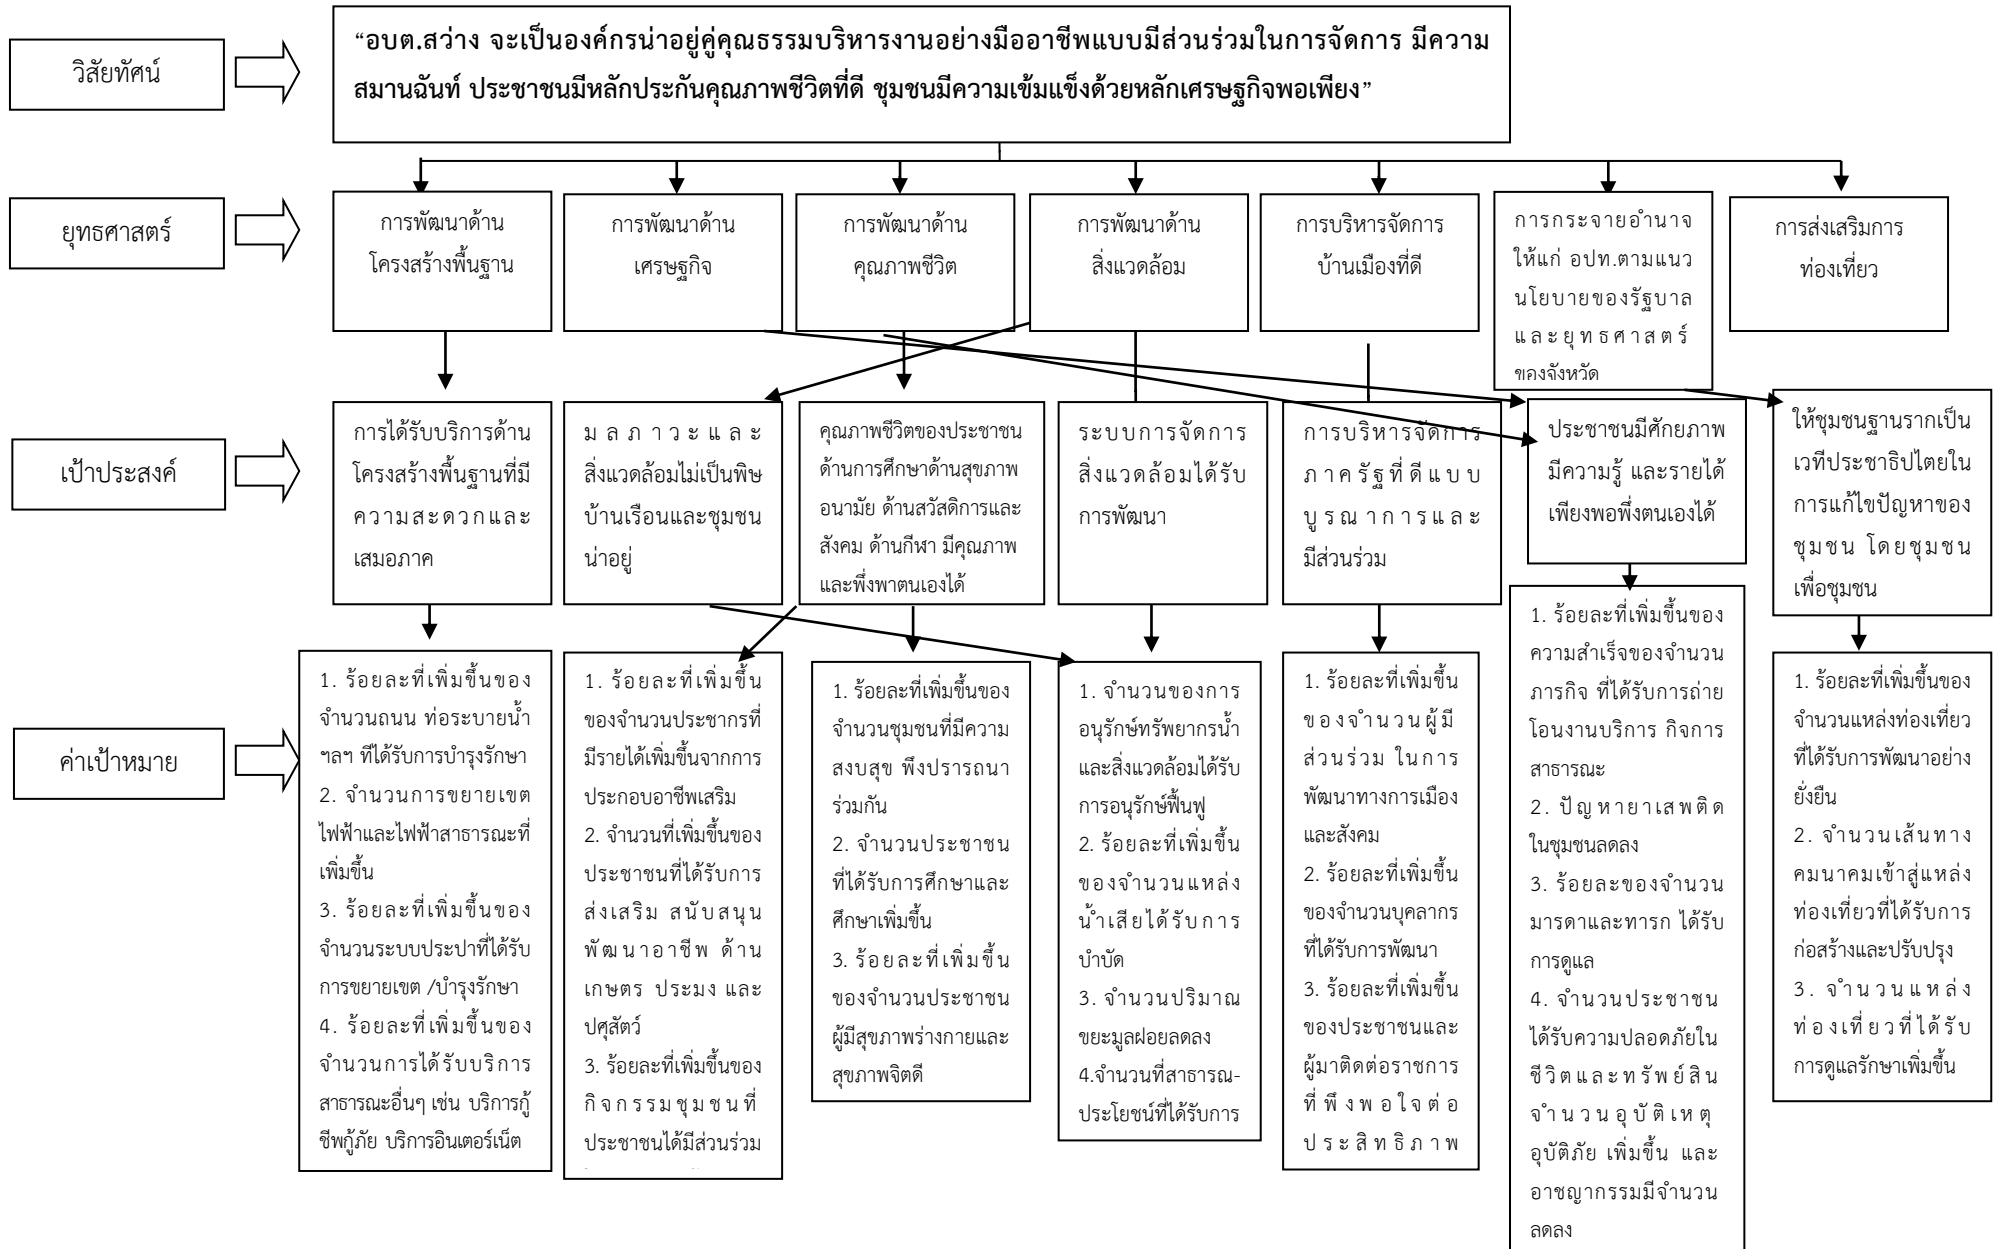 วิสัยทัศน์
“อบต.สว่าง จะเป็นองค์กรน่าอยู่คู่คุณธรรมบริหารงานอย่างมืออาชีพแบบมีส่วนร่วมในการจัดการ มีความ
สมานฉันท์ ประชาชนมีหลักประกันคุณภาพชีวิตที่ดี ชุมชนมีความเข้มแข็งด้วยหลักเศรษฐกิจพอเพียง”
ยุทธศาสตร์
การพัฒนาด้าน
โครงสร้างพื้นฐาน
การพัฒนาด้าน
เศรษฐกิจ
การพัฒนาด้าน
คุณภาพชีวิต
การพัฒนาด้าน
สิ่งแวดล้อม
การบริหารจัดการ
บ้านเมืองที่ดี
การกระจายอำนาจ
ให้แก่ อปท.ตามแนว
นโยบายของรัฐบาล
และยุทธศาสตร์
ของจังหวัด
การส่งเสริมการ
ท่องเที่ยว
เป้าประสงค์
การได้รับบริการด้าน
โครงสร้างพื้นฐานที่มี
ความสะดวกและ
เสมอภาค
มลภาวะและ
สิ่งแวดล้อมไม่เป็นพิษ
บ้านเรือนและชุมชน
น่าอยู่
คุณภาพชีวิตของประชาชน
ด้านการศึกษาด้านสุขภาพ
อนามัย ด้านสวัสดิการและ
สังคม ด้านกีฬา มีคุณภาพ
และพึ่งพาตนเองได้
ระบบการจัดการ
สิ่งแวดล้อมได้รับ
การพัฒนา
การบริหารจัดการ
ภาครัฐที่ดีแบบ
บูรณาการและ
มีส่วนร่วม
ประชาชนมีศักยภาพ
มีความรู้ และรายได้
เพียงพอพึ่งตนเองได้
ให้ชุมชนฐานรากเป็น
เวทีประชาธิปไตยใน
การแก้ไขปัญหาของ
ชุมชน โดยชุมชน
เพื่อชุมชน
ค่าเป้าหมาย
1. ร้อยละที่เพิ่มขึ้นของ
จำนวนถนน ท่อระบายน้ำ
ฯลฯ ทีได้รับการบำรุงรักษา
2. จำนวนการขยายเขต
ไฟฟ้าและไฟฟ้าสาธารณะที่
เพิ่มขึ้น
3. ร้อยละที่เพิ่มขึ้นของ
จำนวนระบบประปาที่ได้รับ
การขยายเขต /บำรุงรักษา
4. ร้อยละที่เพิ่มขึ้นของ
จำนวนการได้รับบริการ
สาธารณะอื่นๆ เช่น บริการกู้
ชีพกู้ภัย บริการอินเตอร์เน็ต
1. ร้อยละที่เพิ่มขึ้น
ของจำนวนประชากรที่
มีรายได้เพิ่มขึ้นจากการ
ประกอบอาชีพเสริม
2. จำนวนที่เพิ่มขึ้นของ
ประชาชนที่ได้รับการ
ส่งเสริม สนับสนุน
พัฒนาอาชีพ ด้าน
เกษตร ประมง และ
ปศุสัตว์
3. ร้อยละที่เพิ่มขึ้นของ
กิจกรรมชุมชนที่
ประชาชนได้มีส่วนร่วม
1. ร้อยละที่เพิ่มขึ้นของ
จำนวนชุมชนที่มีความ
สงบสุข พึงปรารถนา
ร่วมกัน
2. จำนวนประชาชน
ที่ได้รับการศึกษาและ
ศึกษาเพิ่มขึ้น
3. ร้อยละที่เพิ่มขึ้น
ของจำนวนประชาชน
ผู้มีสุขภาพร่างกายและ
สุขภาพจิตดี
1. จำนวนของการ
อนุรักษ์ทรัพยากรน้ำ
และสิ่งแวดล้อมได้รับ
การอนุรักษ์ฟื้นฟู
2. ร้อยละที่เพิ่มขึ้น
ของจำนวนแหล่ง
น้ำเสียได้รับการ
บำบัด
3. จำนวนปริมาณ
ขยะมูลฝอยลดลง
4.จำนวนที่สาธารณ-
ประโยชน์ที่ได้รับการ
1. ร้อยละที่เพิ่มขึ้น
ของจำนวนผู้มี
ส่วนร่วม ในการ
พัฒนาทางการเมือง
และสังคม
2. ร้อยละที่เพิ่มขึ้น
ของจำนวนบุคลากร
ที่ได้รับการพัฒนา
3. ร้อยละที่เพิ่มขึ้น
ของประชาชนและ
ผู้มาติดต่อราชการ
ที่พึงพอใจต่อ
ประสิทธิภาพ
1. ร้อยละที่เพิ่มขึ้นของ
ความสำเร็จของจำนวน
ภารกิจ ที่ได้รับการถ่าย
โอนงานบริการ กิจการ
สาธารณะ
2. ปัญหายาเสพติด
ในชุมชนลดลง
3. ร้อยละของจำนวน
มารดาและทารก ได้รับ
การดูแล
4. จำนวนประชาชน
ได้รับความปลอดภัยใน
ชีวิตและทรัพย์สิน
จำนวนอุบัติเหตุ
อุบัติภัย เพิ่มขึ้น และ
อาชญากรรมมีจำนวน
ลดลง
1. ร้อยละที่เพิ่มขึ้นของ
จำนวนแหล่งท่องเที่ยว
ที่ได้รับการพัฒนาอย่าง
ยั่งยืน
2. จำนวนเส้นทาง
คมนาคมเข้าสู่แหล่ง
ท่องเที่ยวที่ได้รับการ
ก่อสร้างและปรับปรุง
3. จำนวนแหล่ง
ท่องเที่ยวที่ได้รับ
การดูแลรักษาเพิ่มขึ้น